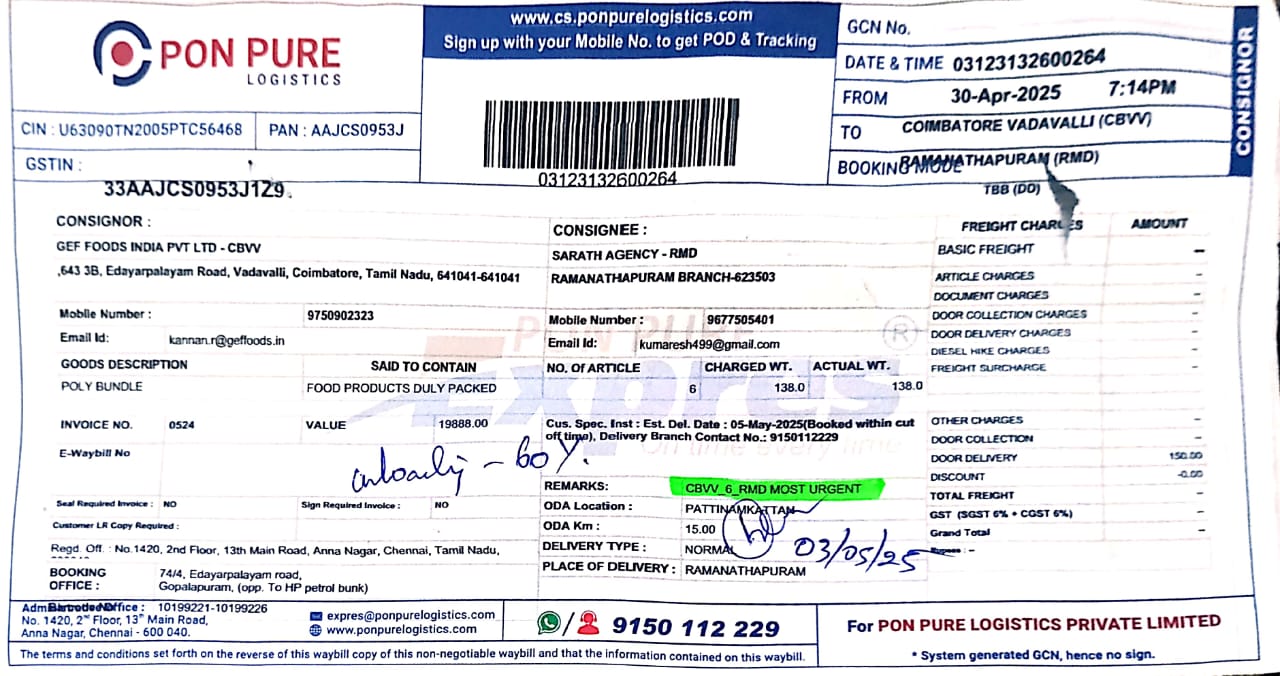 PON PURE
LOGISTICS
CIN : U63090TN2005PTC56468
PAN : AAJCS0953J
GSTIN :
33AAJCS0953J1Z9
www.cs.ponpurelogistics.com
Sign up with your Mobile No. to get POD & Tracking
03123132600264
GCN No.
DATE & TIME 03123132600264
FROM 30-Apr-2025 7:14PM
TO COIMBATORE VADAVALLI (CBVV)
BOOKING MODE RAMANATHAPURAM (RMD)
TBB (DD)
CONSIGNOR
CONSIGNOR :
GEF FOODS INDIA PVT LTD - CBVV
,643 3B, Edayarpalayam Road, Vadavalli, Coimbatore, Tamil Nadu, 641041-641041
Mobile Number : 9750902323
Email Id: kannan.r@geffoods.in
CONSIGNEE :
SARATH AGENCY - RMD
RAMANATHAPURAM BRANCH-623503
Mobile Number : 9677505401
Email Id: kumaresh499@gmail.com
GOODS DESCRIPTION SAID TO CONTAIN NO. OF ARTICLE CHARGED WT. ACTUAL WT.
POLY BUNDLE FOOD PRODUCTS DULY PACKED 6 138.0 138.0
INVOICE NO. 0524 VALUE 19888.00
E-Waybill No
- 60
Seal Required Invoice : NO Sign Required Invoice : NO
Customer LR Copy Required :
Regd. Off. : No.1420, 2nd Floor, 13th Main Road, Anna Nagar, Chennai, Tamil Nadu,
BOOKING OFFICE : 74/4, Edayarpalayam road,
Gopalapuram, (opp. To HP petrol bunk)
Cus. Spec. Inst : Est. Del. Date : 05-May-2025(Booked within cut
off time), Delivery Branch Contact No.: 9150112229
REMARKS: CBVV_6_RMD MOST URGENT
ODA Location : PATTINAMKATTAN
ODA Km : 15.00
DELIVERY TYPE : NORMAL
03/05/25
PLACE OF DELIVERY : RAMANATHAPURAM
FREIGHT CHARGES AMOUNT
BASIC FREIGHT -
ARTICLE CHARGES -
DOCUMENT CHARGES -
DOOR COLLECTION CHARGES -
DOOR DELIVERY CHARGES -
DIESEL HIKE CHARGES -
FREIGHT SURCHARGE -
OTHER CHARGES -
DOOR COLLECTION -
DOOR DELIVERY 150.00
DISCOUNT -0.00
TOTAL FREIGHT -
GST (SGST 6% + CGST 6%) -
Grand Total -
Rupees : -
PON PURE
Expres
On time every time
®
Office : 10199221-10199226
No. 1420, 2nd Floor, 13th Main Road,
Anna Nagar, Chennai - 600 040.
expres@ponpurelogistics.com
www.ponpurelogistics.com
9150 112 229
For PON PURE LOGISTICS PRIVATE LIMITED
* System generated GCN, hence no sign.
The terms and conditions set forth on the reverse of this waybill copy of this non-negotiable waybill and that the information contained on this waybill.